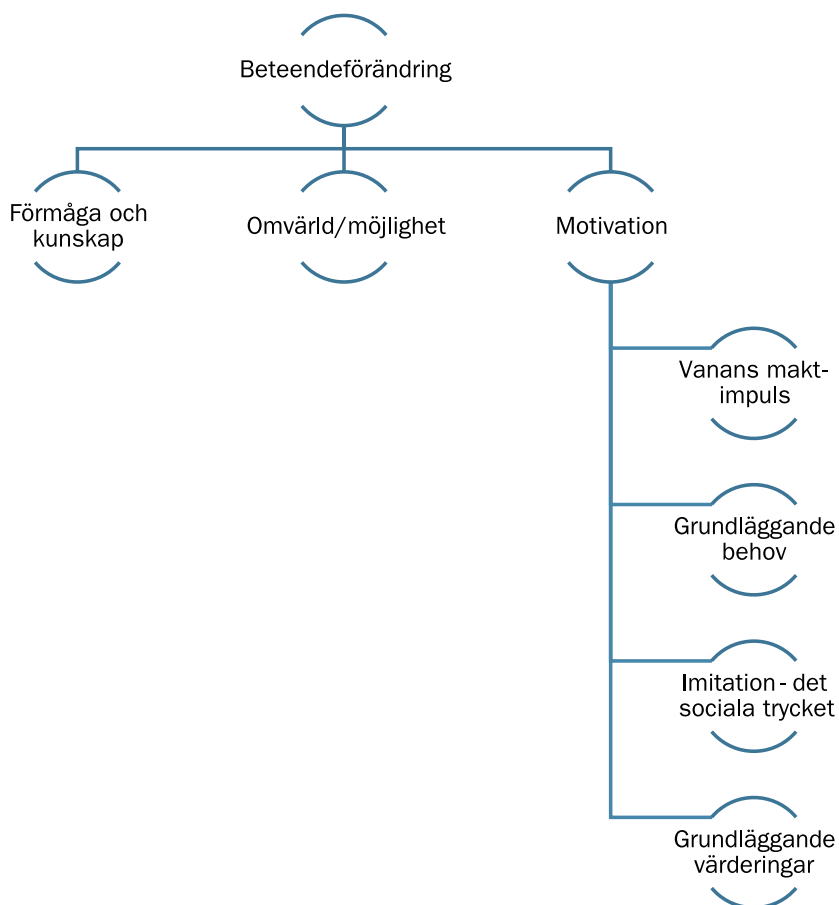 Beteendeförändring
Förmåga och
kunskap
Omvärld/möjlighet
Motivation
Vanans makt-
impuls
Grundläggande
behov
Imitation - det
sociala trycket
Grundläggande
värderingar